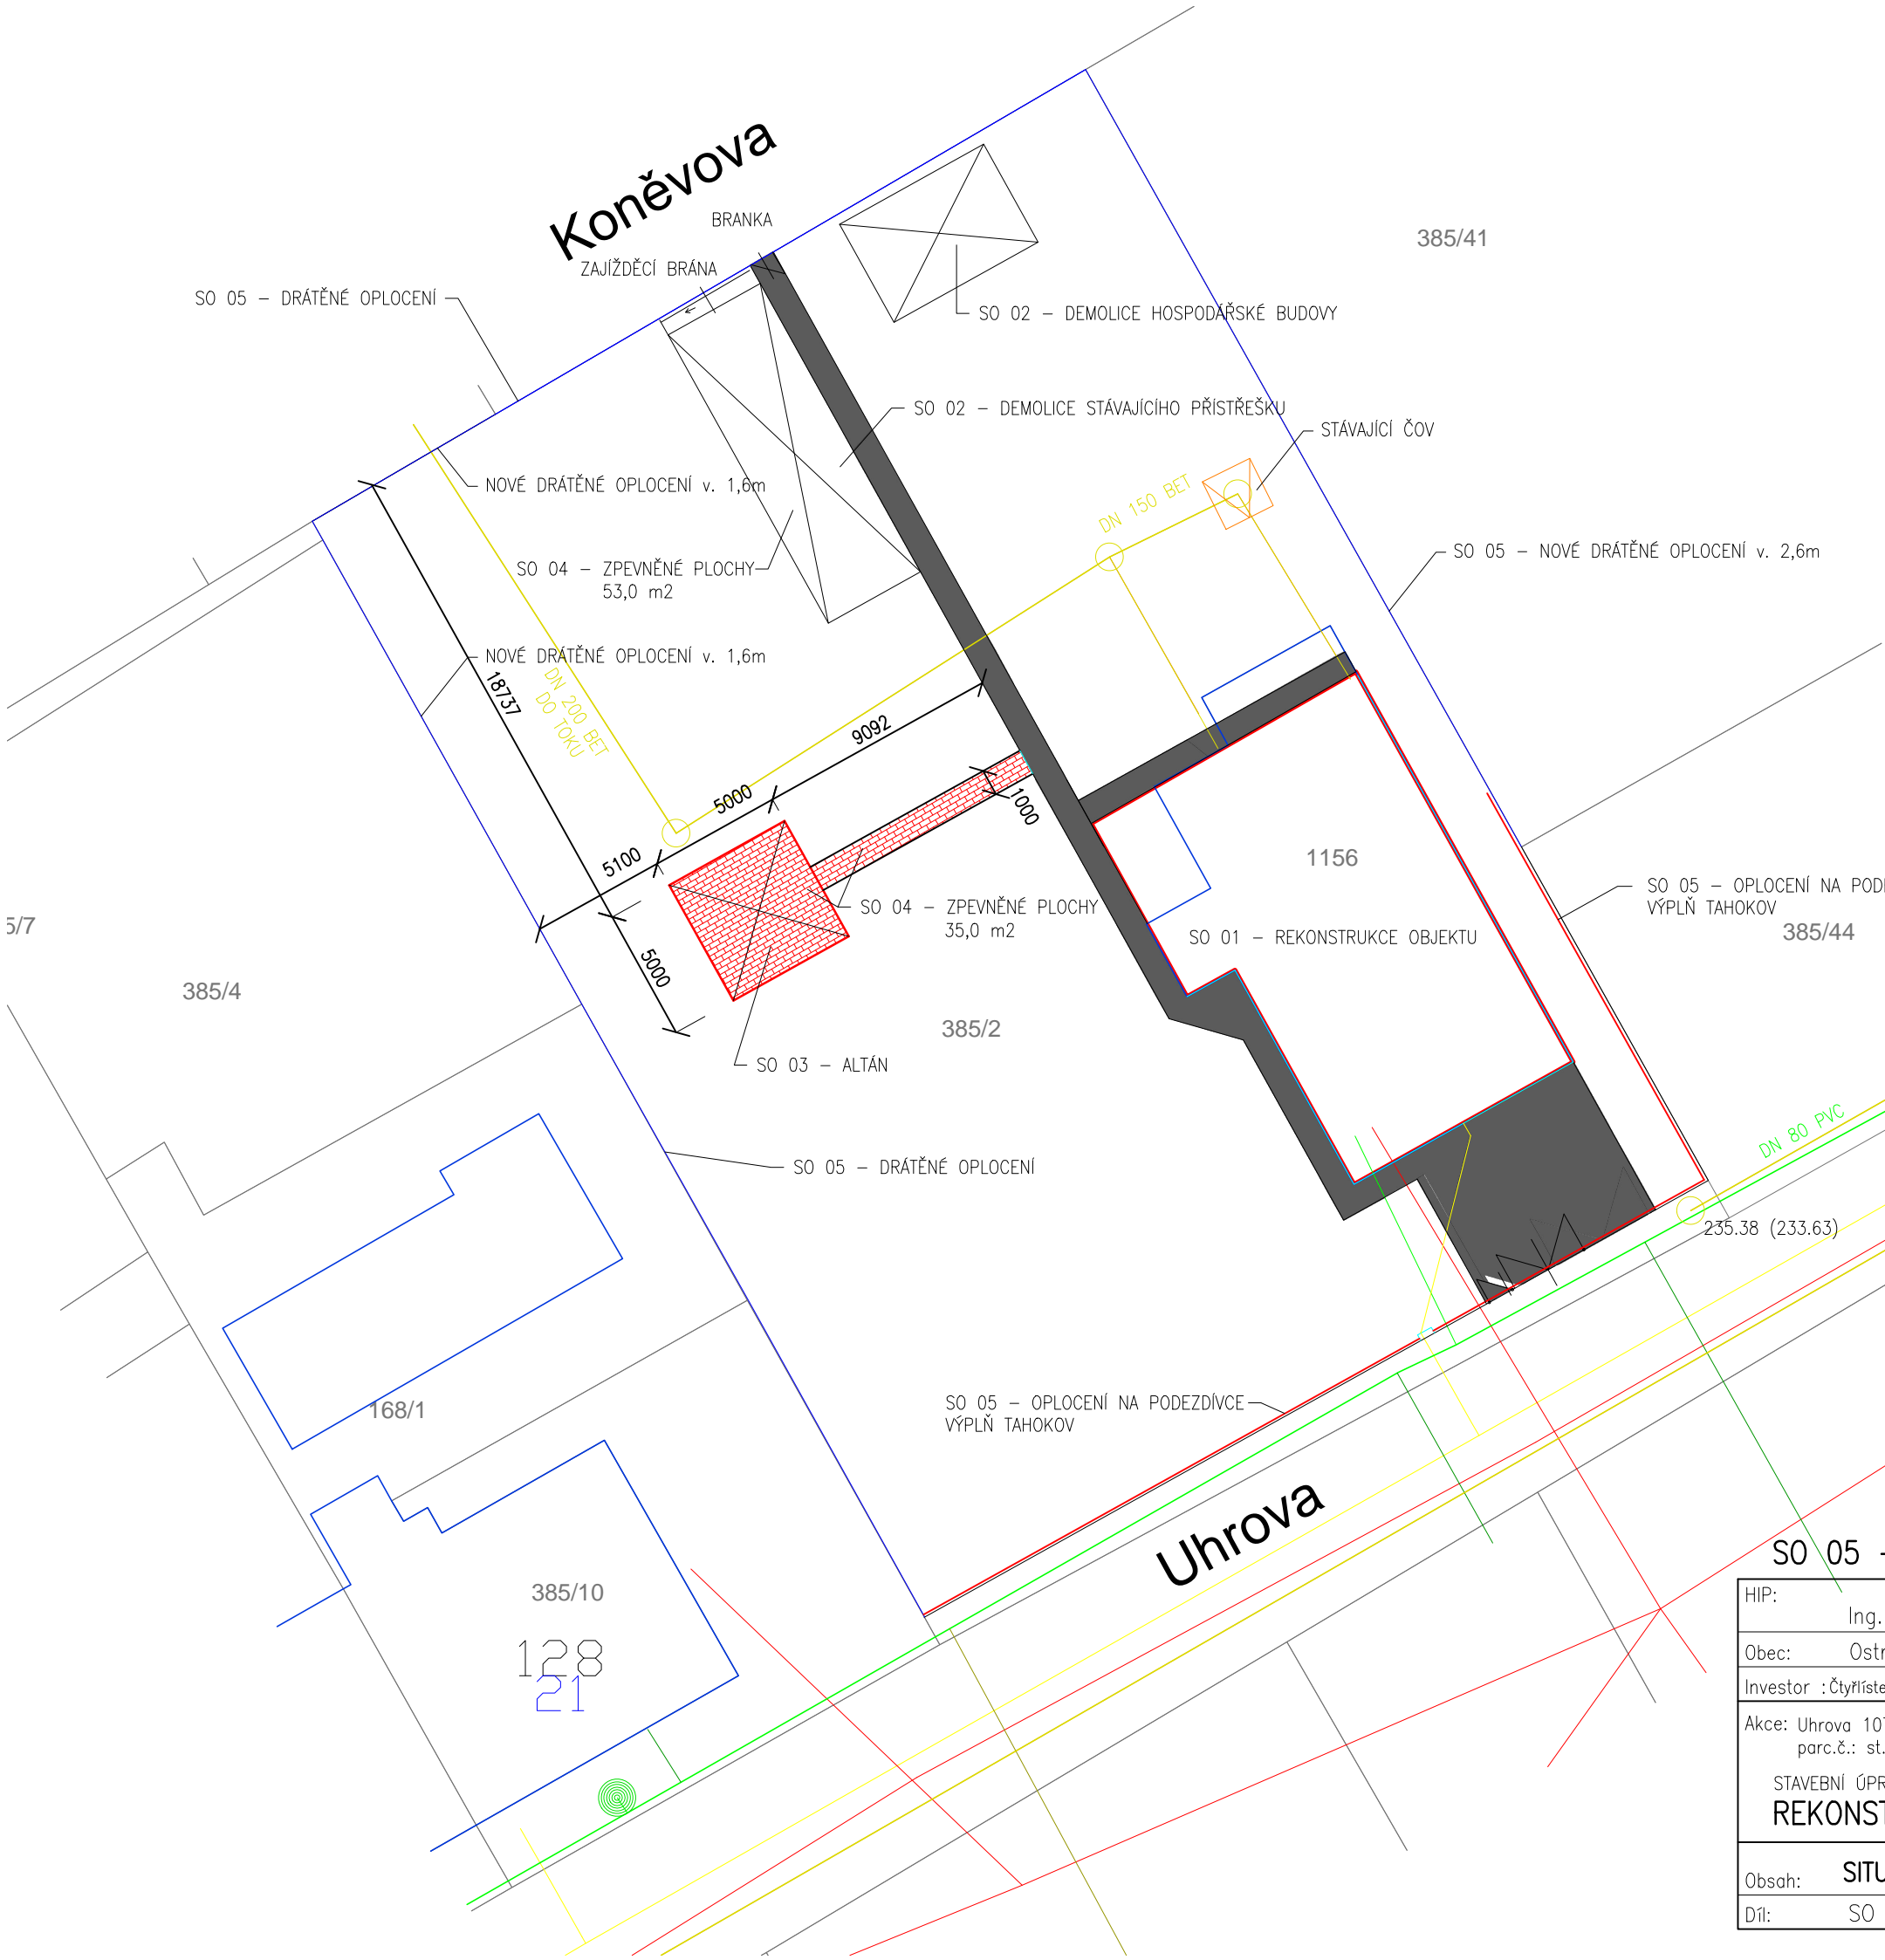 Koněvova
BRANKA
385/41
ZAJÍŽDĚCÍ BRÁNA
SO 05 – DRÁTĚNÉ OPLOCENÍ
SO 02 – DEMOLICE HOSPODÁŘSKÉ BUDOVY
SO 02 – DEMOLICE STÁVAJÍCÍHO PŘÍSTŘEŠKU
STÁVAJÍCÍ ČOV
NOVÉ DRÁTĚNÉ OPLOCENÍ v. 1,6m
DN 150 BET
SO 05 – NOVÉ DRÁTĚNÉ OPLOCENÍ v. 2,6m
SO 04 – ZPEVNĚNÉ PLOCHY
53,0 m2
NOVÉ DRÁTĚNÉ OPLOCENÍ v. 1,6m
18737
DN 200 BET
DO TOKU
9092
5000
1000
5100
1156
SO 05 – OPLOCENÍ NA
VÝPLŇ TAHOKOV
385/44
SO 04 – ZPEVNĚNÉ PLOCHY
35,0 m2
5/7
SO 01 – REKONSTRUKCE OBJEKTU
5000
385/4
385/2
SO 03 – ALTÁN
DN 80 PVC
SO 05 – DRÁTĚNÉ OPLOCENÍ
235.38 (233.63)
168/1
SO 05 – OPLOCENÍ NA PODEZDÍVCE
VÝPLŇ TAHOKOV
Uhrova
385/10
128
21
SO 05
HIP:
Ing.
Obec:
Investor :
Akce: Uhrova
parc.č.: st.
STAVEBNÍ
Obsah:
Díl: SO